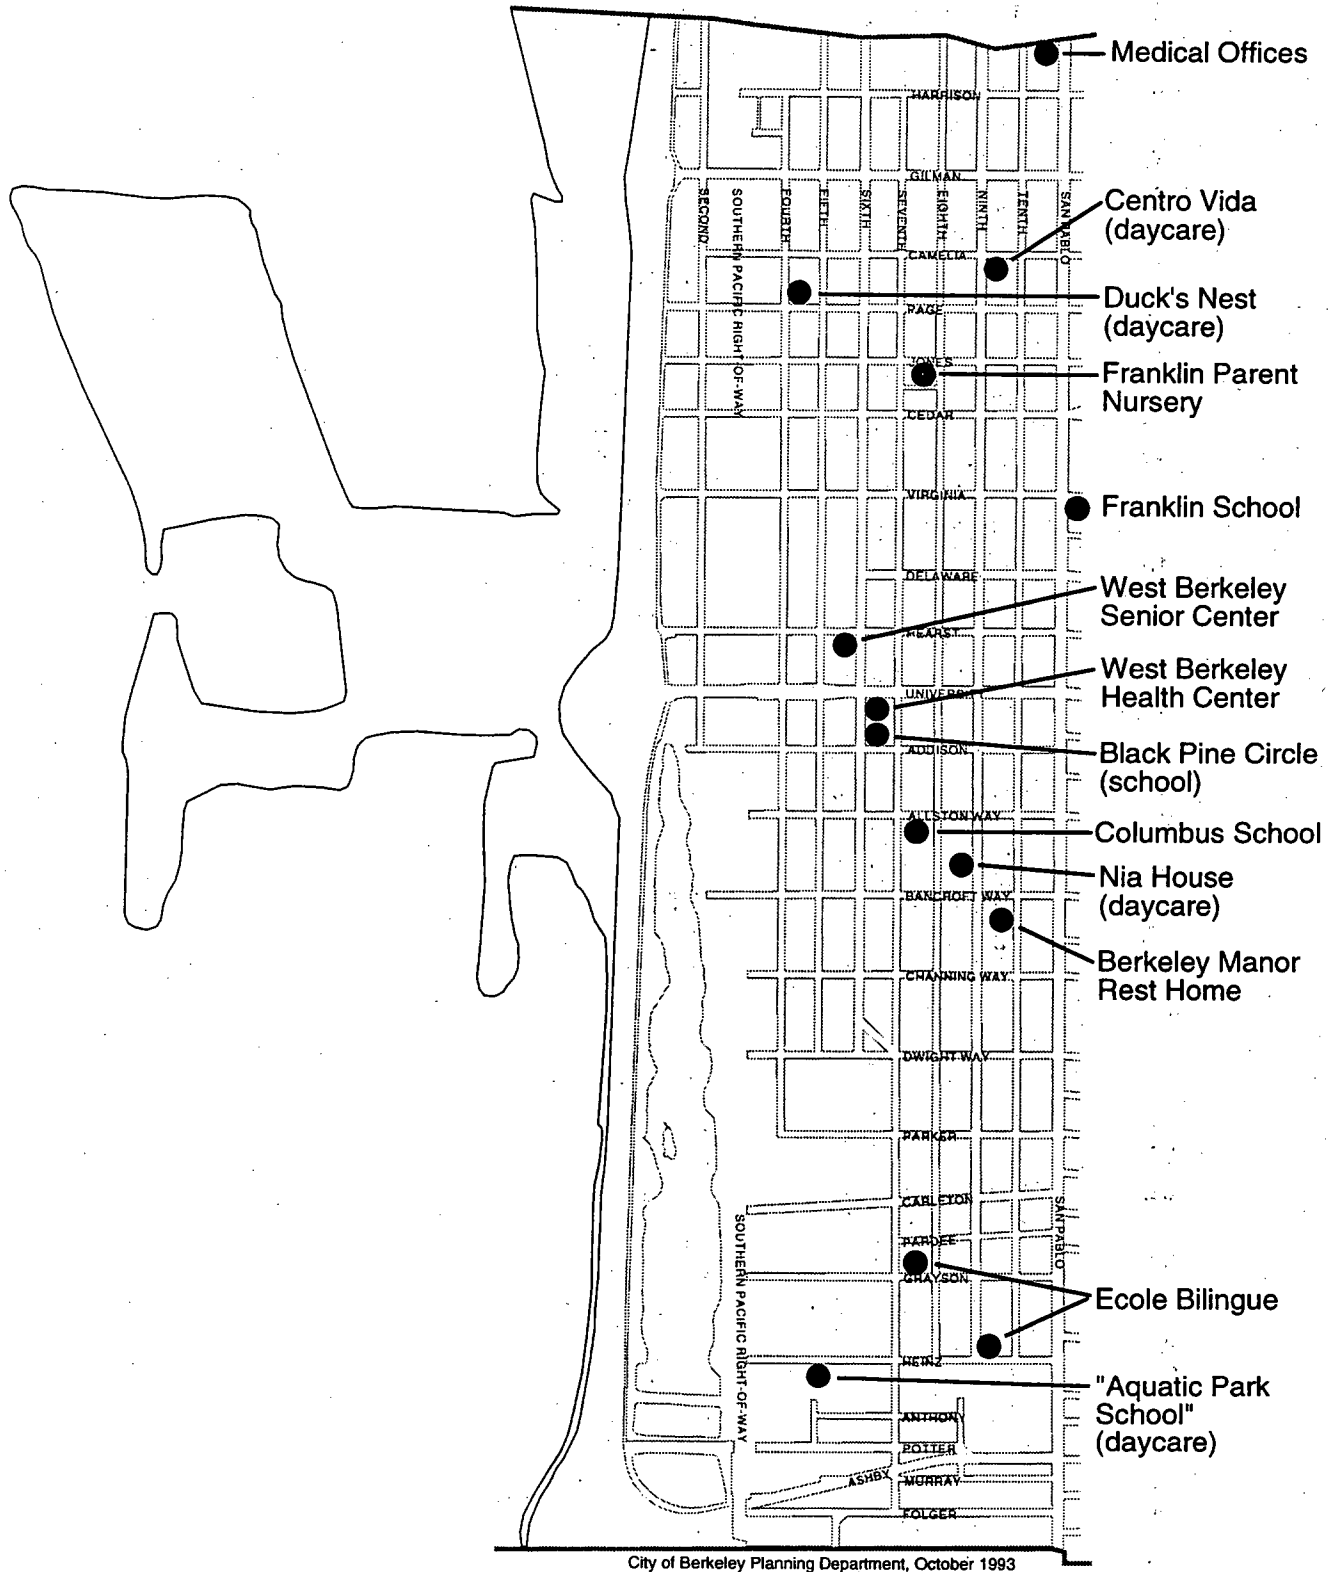 Medical Offices
HARRISON
GILMAN
SECOND
SOUTHERN PACIFIC RIGHT-OF-WAY
FOURTH
FIFTH
SIXTH
SEVENTH
EIGHTH
NINTH
TENTH
SAN PABLO
Centro Vida
(daycare)
CAMELIA
Duck's Nest
(daycare)
PAGE
JONES
Franklin Parent
Nursery
CEDAR
VIRGINIA
Franklin School
DELAWARE
West Berkeley
Senior Center
HEARST
West Berkeley
Health Center
UNIVERSITY
Black Pine Circle
(school)
ADDISON
ALLSTON WAY
Columbus School
Nia House
(daycare)
BANCROFT WAY
Berkeley Manor
Rest Home
CHANNING WAY
DWIGHT WAY
PARKER
CARLETON
SAN PABLO
SOUTHERN PACIFIC RIGHT-OF-WAY
PARDEE
GRAYSON
Ecole Bilingue
HEINZ
"Aquatic Park
School"
(daycare)
ANTHONY
POTTER
ASHBY
MURRAY
FOLGER
City of Berkeley Planning Department, October 1993